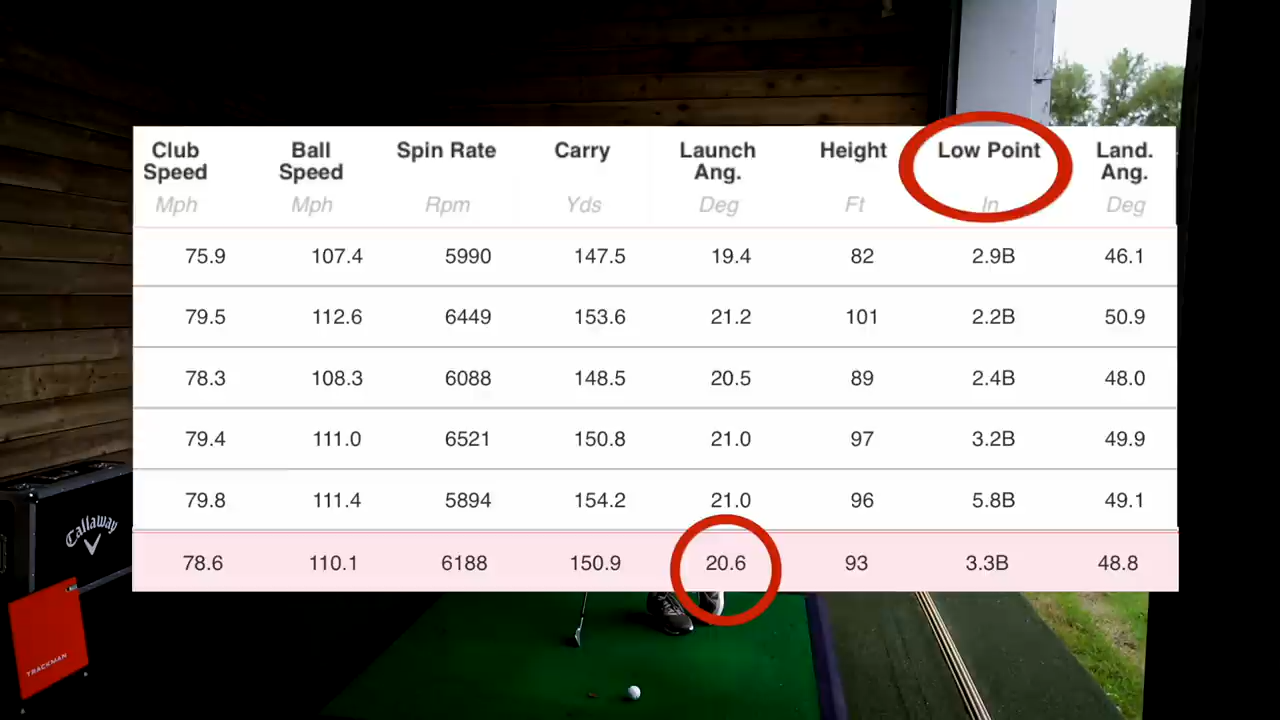 Club Speed Ball Speed Spin Rate Carry Launch Ang. Height Low Point Land. Ang.
Mph Mph Rpm Yds Deg Ft In Deg
75.9 107.4 5990 147.5 19.4 82 2.9B 46.1
79.5 112.6 6449 153.6 21.2 101 2.2B 50.9
78.3 108.3 6088 148.5 20.5 89 2.4B 48.0
79.4 111.0 6521 150.8 21.0 97 3.2B 49.9
79.8 111.4 5894 154.2 21.0 96 5.8B 49.1
78.6 110.1 6188 150.9 20.6 93 3.3B 48.8
Callaway
TRACKMAN